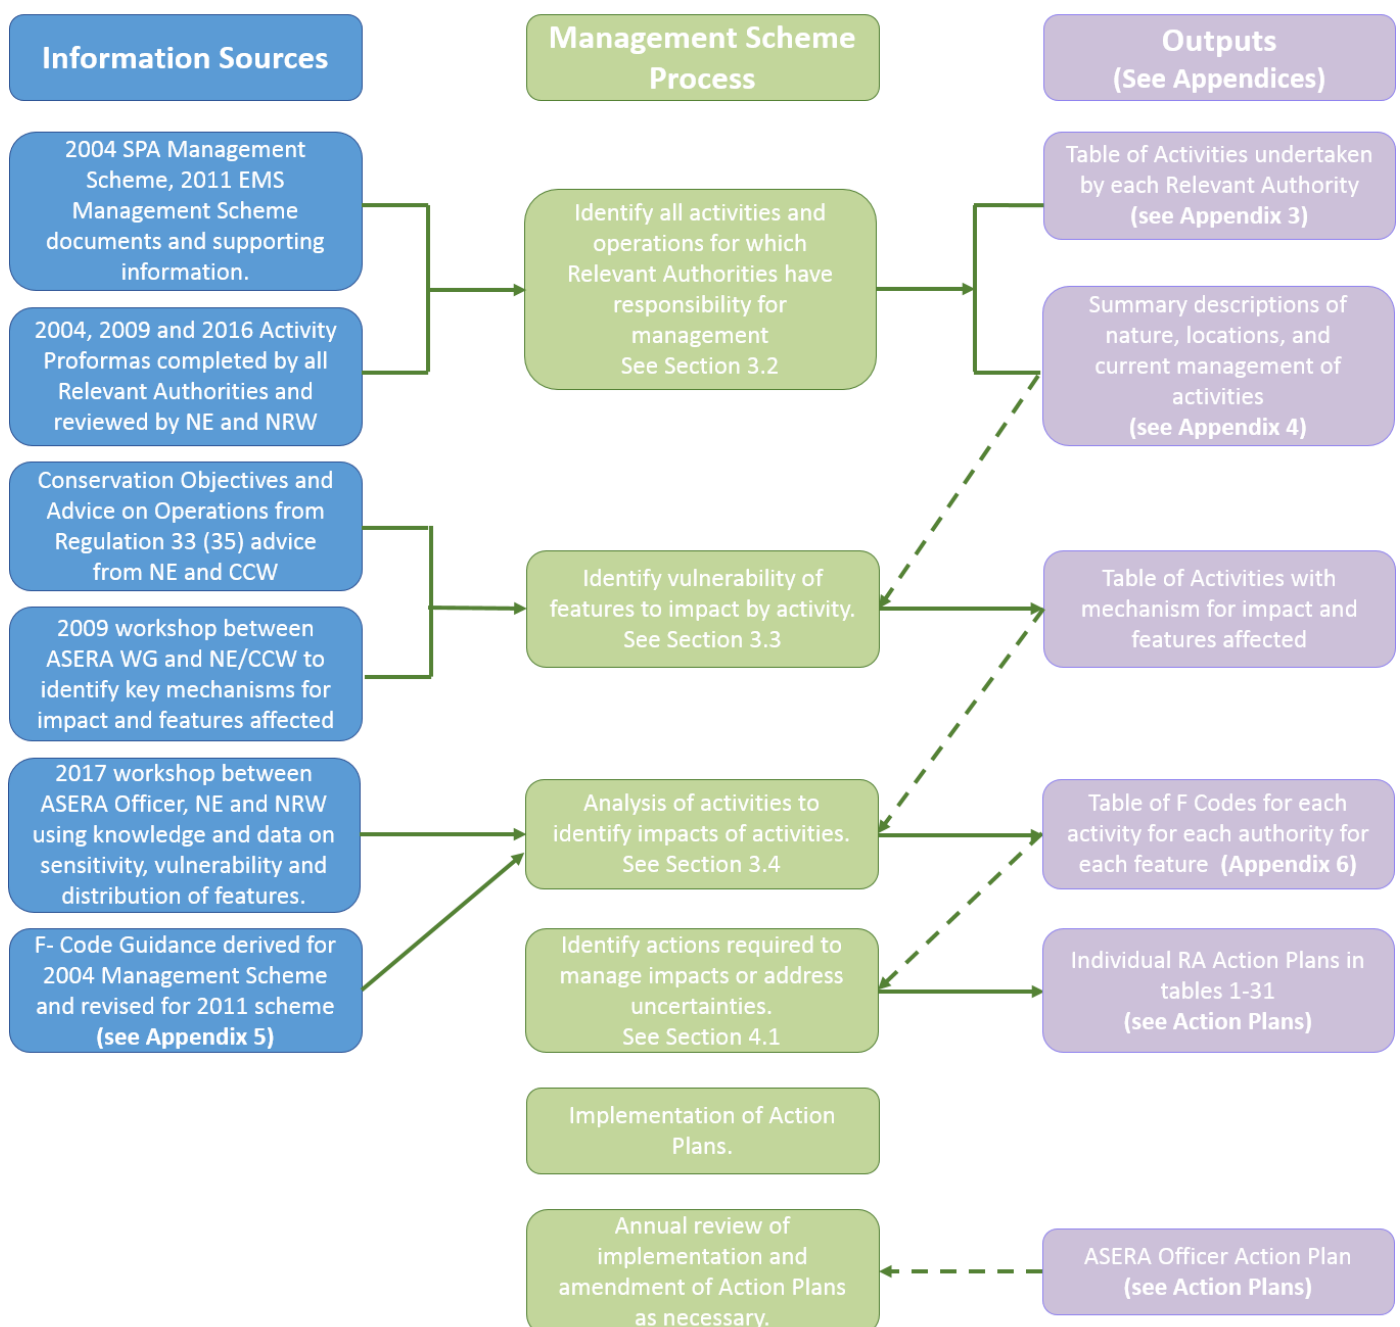 Information Sources
2004 SPA Management
Scheme, 2011 EMS
Management Scheme
documents and supporting
information.
2004, 2009 and 2016 Activity
Proformas completed by all
Relevant Authorities and
reviewed by NE and NRW
Conservation Objectives and
Advice on Operations from
Regulation 33 (35) advice
from NE and CCW
2009 workshop between
ASERA WG and NE/CCW to
identify key mechanisms for
impact and features affected
2017 workshop between
ASERA Officer, NE and NRW
using knowledge and data on
sensitivity, vulnerability and
distribution of features.
F- Code Guidance derived for
2004 Management Scheme
and revised for 2011 scheme
(see Appendix 5)
Management Scheme
Process
Identify all activities and
operations for which
Relevant Authorities have
responsibility for
management
See Section 3.2
Identify vulnerability of
features to impact by activity.
See Section 3.3
Analysis of activities to
identify impacts of activities.
See Section 3.4
Identify actions required to
manage impacts or address
uncertainties.
See Section 4.1
Implementation of Action
Plans.
Annual review of
implementation and
amendment of Action Plans
as necessary.
Outputs
(See Appendices)
Table of Activities undertaken
by each Relevant Authority
(see Appendix 3)
Summary descriptions of
nature, locations, and
current management of
activities
(see Appendix 4)
Table of Activities with
mechanism for impact and
features affected
Table of F Codes for each
activity for each authority for
each feature (Appendix 6)
Individual RA Action Plans in
tables 1-31
(see Action Plans)
ASERA Officer Action Plan
(see Action Plans)